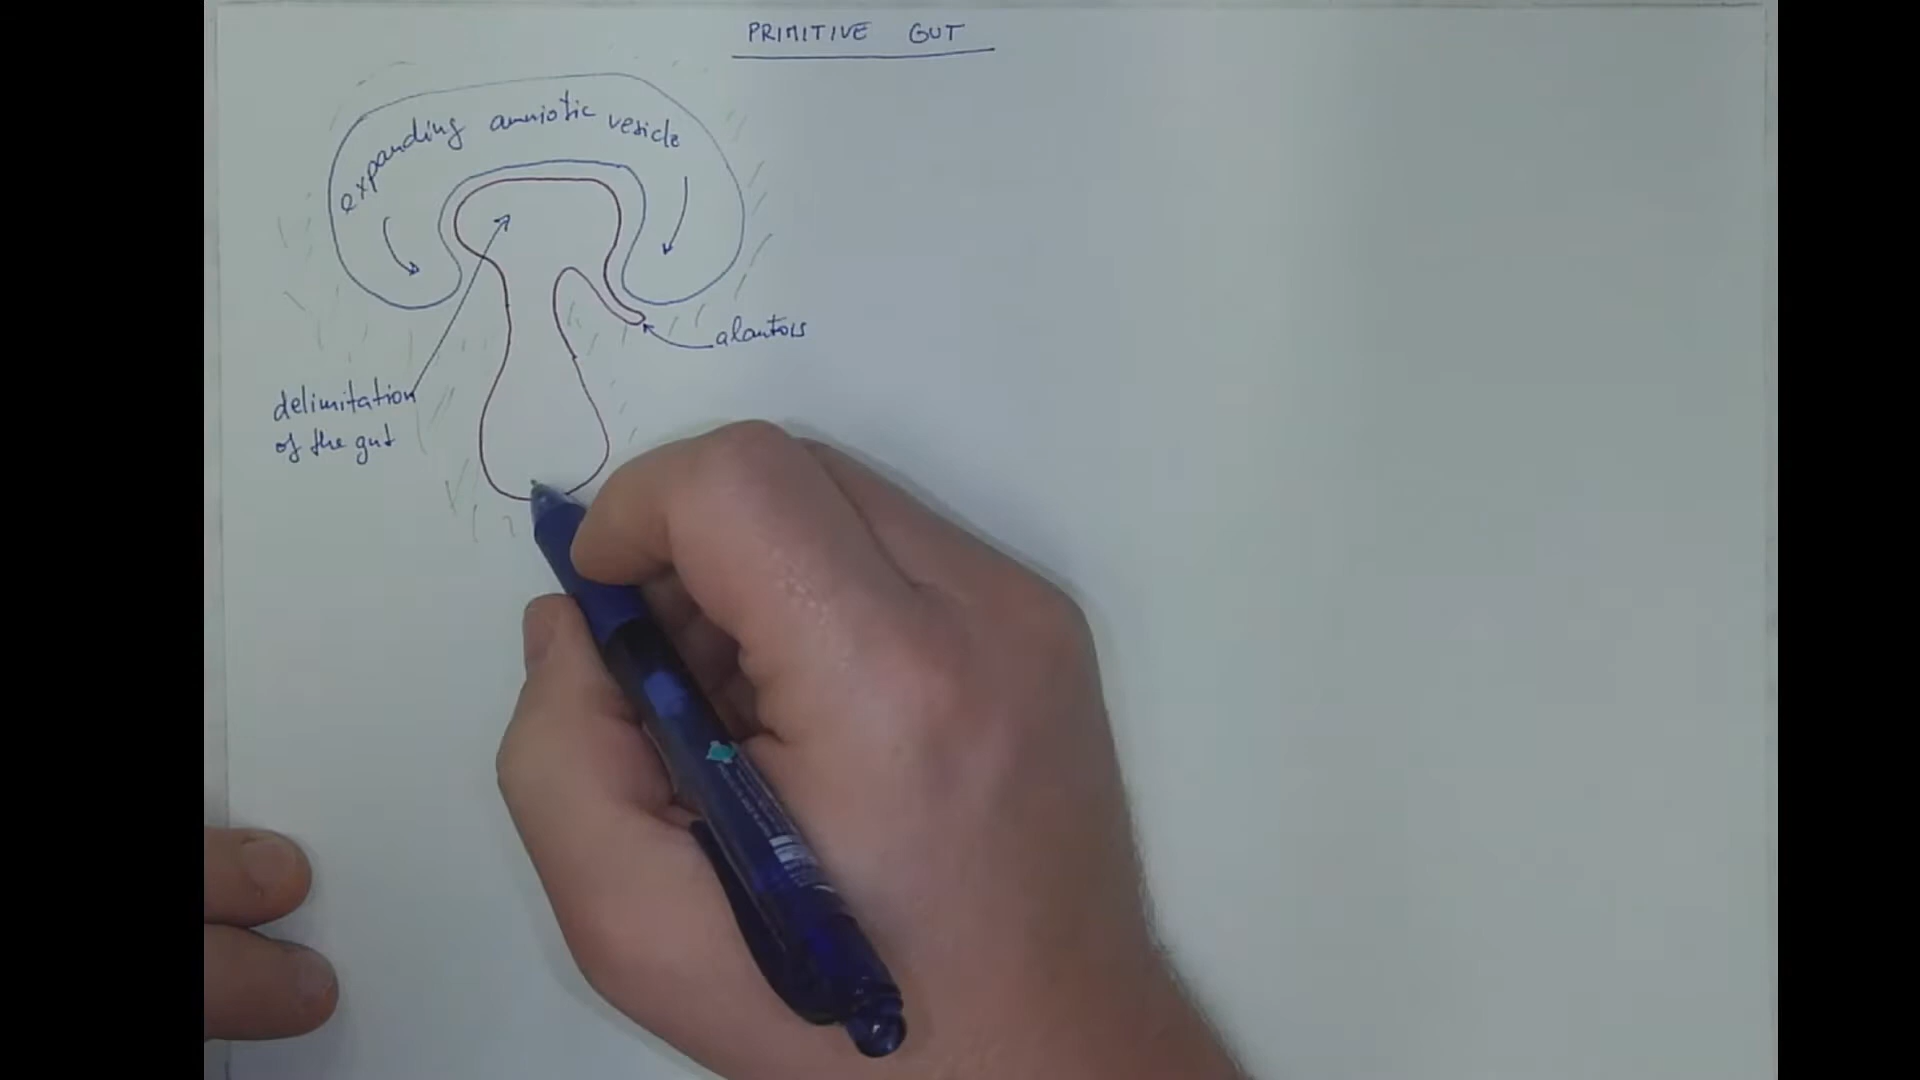 PRIMITIVE GUT
expanding amniotic vesicle
alantois
delimitation
of the gut